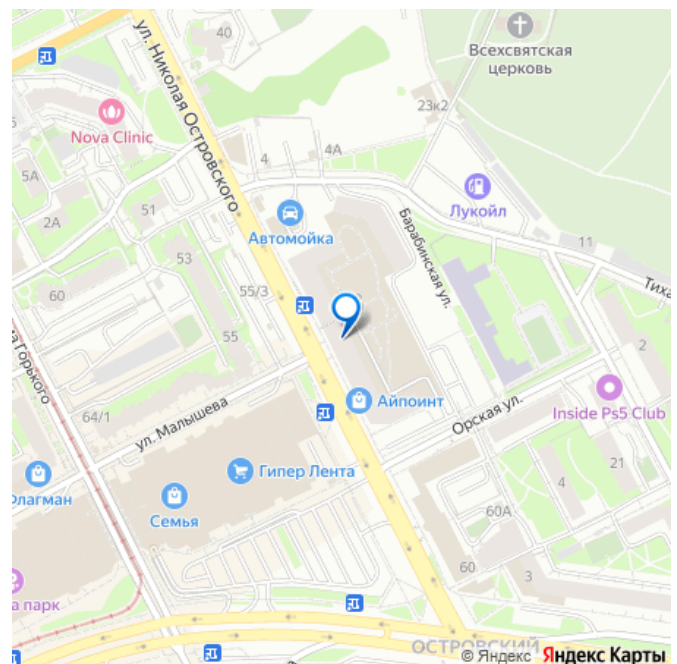 40
Всехсвятская
церковь
ул. Николая Островского
23к2
Nova Clinic
4
4А
5А
Лукойл
51
2А
Автомойка
Барабинская ул.
11
53
Тиха
60
55/3
55
2
ма Горького
Айпоинт
Орская ул.
Inside Ps5 Club
64/1
ул. Малышева
Гипер Лента
21
Флагман
4
Семья
60А
60
3
а парк
ОСТРОВСКИЙ
© Яндекс Яндекс Карты